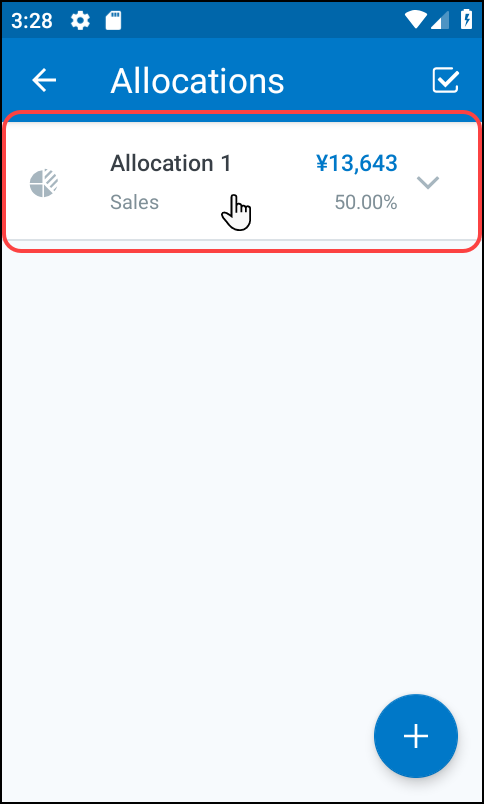 3:28
Allocations
Allocation 1 ¥13,643
Sales 50.00%